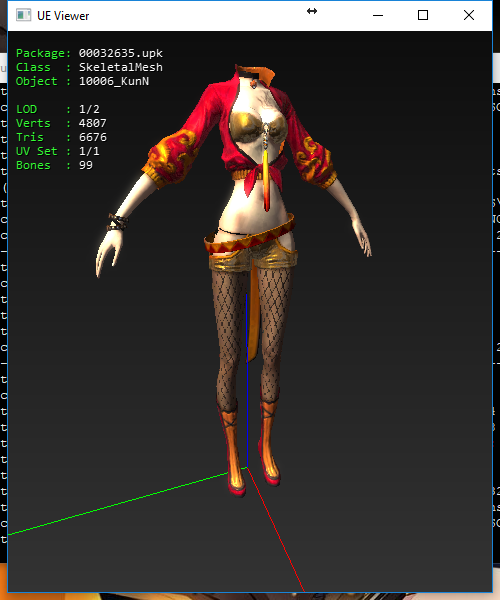 UE Viewer
Package: 00032635.upk
Class : SkeletalMesh
Object : 10006_KunN
LOD : 1/2
Verts : 4807
Tris : 6676
UV Set : 1/1
Bones : 99